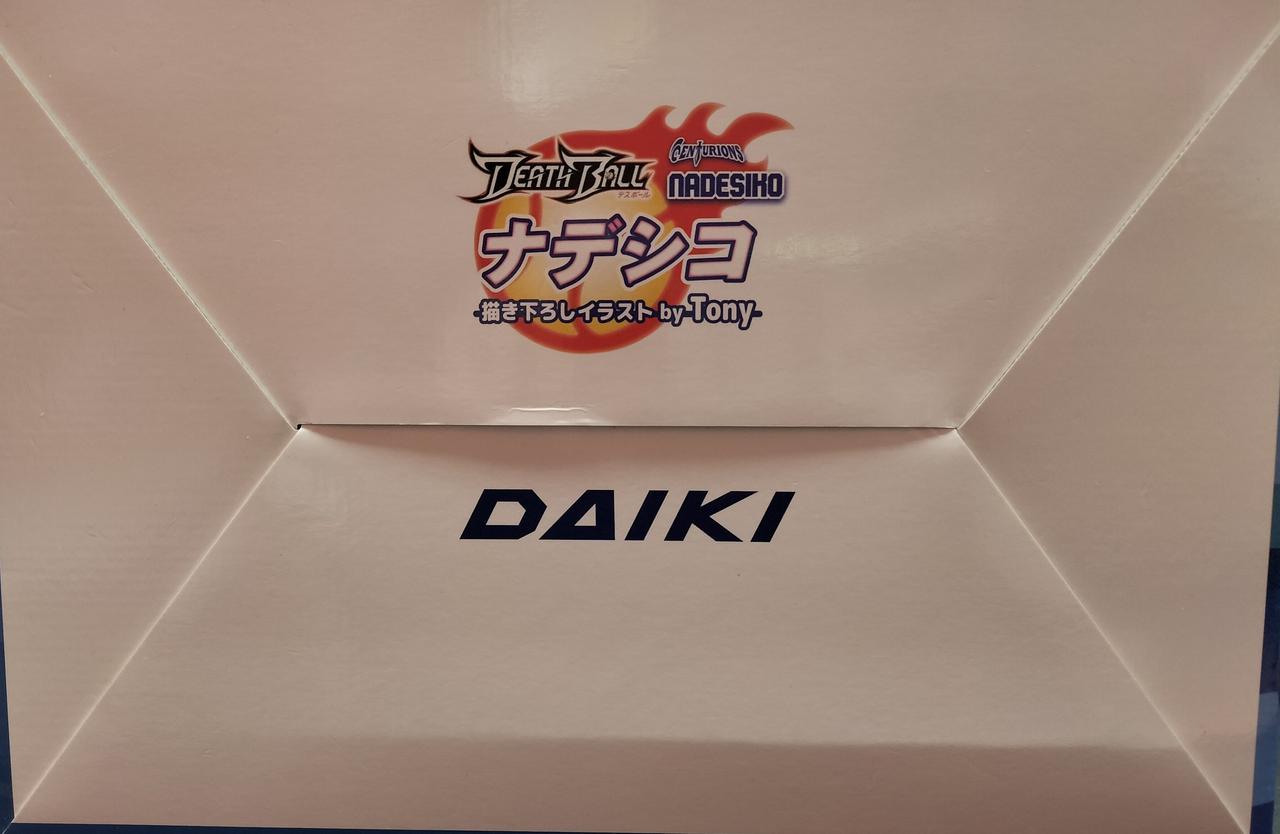 DEATH BALL
デスボール
CENTURIONS
NADESIKO
ナデシコ
-描き下ろしイラスト by Tony-
DAIKI